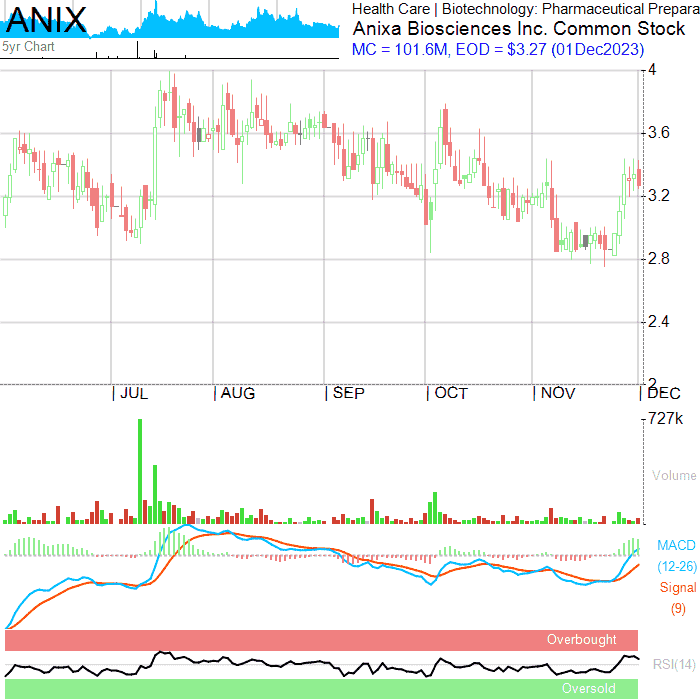 ANIX
Health Care | Biotechnology: Pharmaceutical Prepara
Anixa Biosciences Inc. Common Stock
MC = 101.6M, EOD = $3.27 (01Dec2023)
5yr Chart
4
3.6
3.2
2.8
2.4
2
JUL AUG SEP OCT NOV DEC
727k
Volume
MACD
(12-26)
Signal
(9)
Overbought
RSI(14)
Oversold